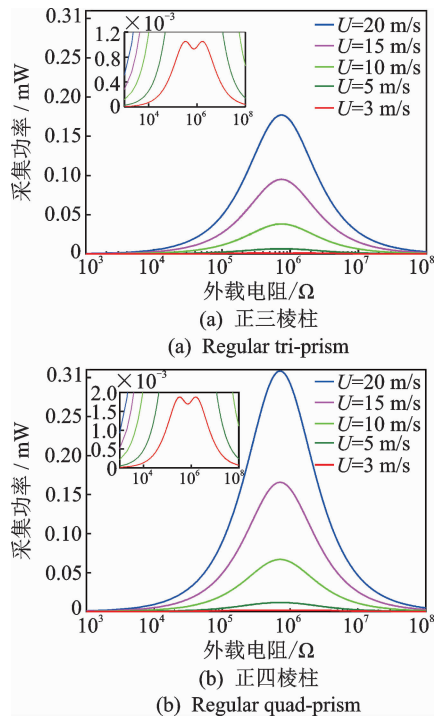 0.31
0.25
0.20
0.15
0.10
0.05
0
采集功率 / mW
×10⁻³
1.2
0.8
0.4
0
10⁴
10⁶
10⁸
U=20 m/s
U=15 m/s
U=10 m/s
U=5 m/s
U=3 m/s
10³
10⁴
10⁵
10⁶
10⁷
10⁸
外载电阻/Ω
(a) 正三棱柱
(a) Regular tri-prism
0.31
0.25
0.20
0.15
0.10
0.05
0
采集功率 / mW
×10⁻³
2.0
1.5
1.0
0.5
0
10⁴
10⁶
10⁸
U=20 m/s
U=15 m/s
U=10 m/s
U=5 m/s
U=3 m/s
10³
10⁴
10⁵
10⁶
10⁷
10⁸
外载电阻/Ω
(b) 正四棱柱
(b) Regular quad-prism